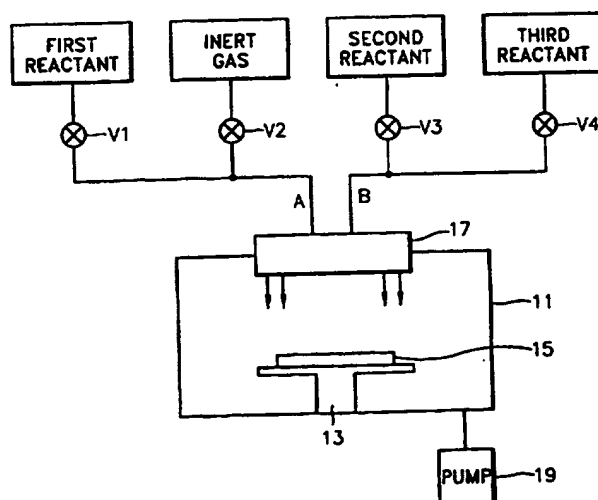 FIRST
REACTANT
INERT
GAS
SECOND
REACTANT
THIRD
REACTANT
V1
V2
V3
V4
A
B
17
11
15
13
PUMP
19